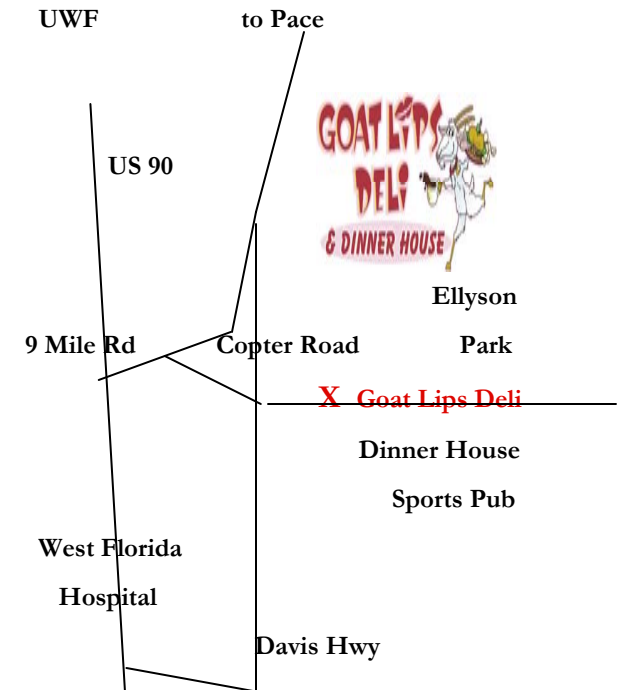 UWF to Pace
GOAT LIPS
DELI
& DINNER HOUSE
US 90
Ellyson
9 Mile Rd Copter Road Park
X Goat Lips Deli
Dinner House
Sports Pub
West Florida
Hospital
Davis Hwy